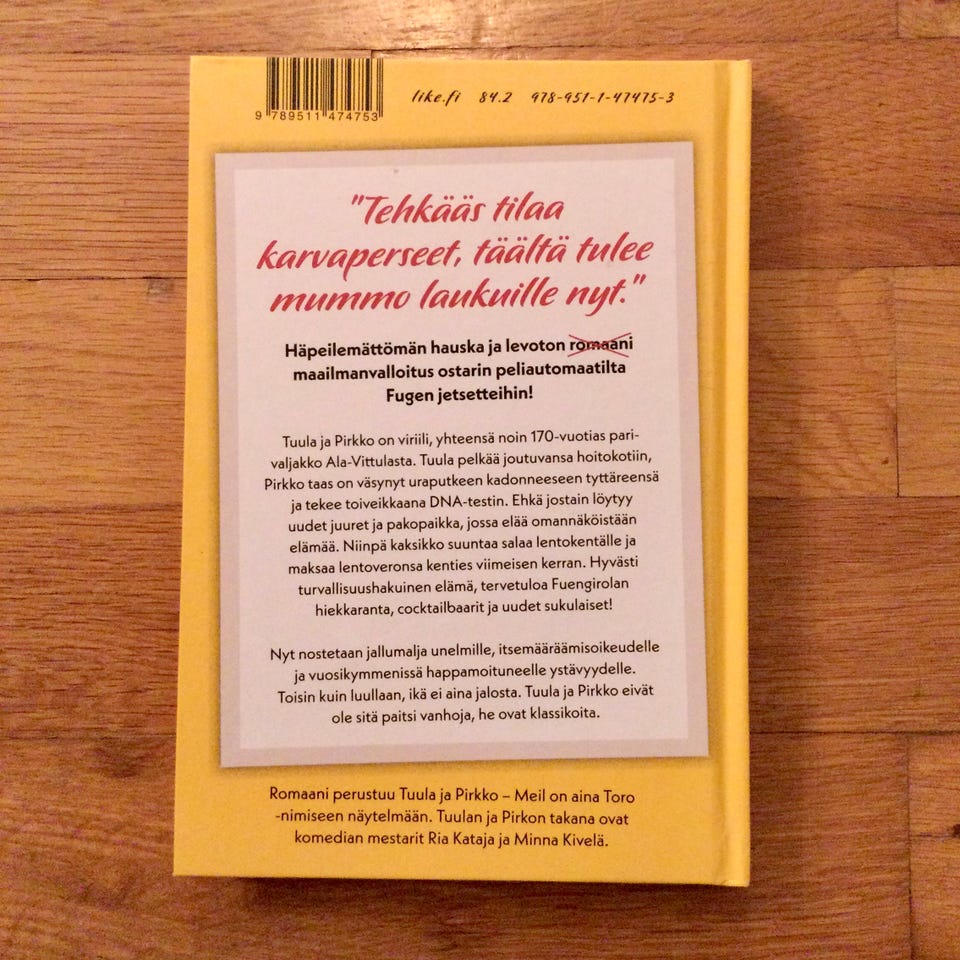 9 789511 474753
like.fi 84.2 978-951-1-47475-3
"Tehkääs tilaa
karvaperseet, täältä tulee
mummo laukuille nyt."
Häpeilemättömän hauska ja levoton romaani
maailmanvalloitus ostarin peliautomaatilta
Fugen jetsetteihin!
Tuula ja Pirkko on viriili, yhteensä noin 170-vuotias pari-
valjakko Ala-Vittulasta. Tuula pelkää joutuvansa hoitokotiin,
Pirkko taas on väsynyt uraputkeen kadonneeseen tyttäreensä
ja tekee toiveikkaana DNA-testin. Ehkä jostain löytyy
uudet juuret ja pakopaikka, jossa elää omannäköistään
elämää. Niinpä kaksikko suuntaa salaa lentokentälle ja
maksaa lentoveronsa kenties viimeisen kerran. Hyvästi
turvallisuushakuinen elämä, tervetuloa Fuengirolan
hiekkaranta, cocktailbaarit ja uudet sukulaiset!
Nyt nostetaan jallumalja unelmille, itsemääräämisoikeudelle
ja vuosikymmenissä happamoituneelle ystävyydelle.
Toisin kuin luullaan, ikä ei aina jalosta. Tuula ja Pirkko eivät
ole sitä paitsi vanhoja, he ovat klassikoita.
Romaani perustuu Tuula ja Pirkko – Meil on aina Toro
-nimiseen näytelmään. Tuulan ja Pirkon takana ovat
komedian mestarit Ria Kataja ja Minna Kivelä.